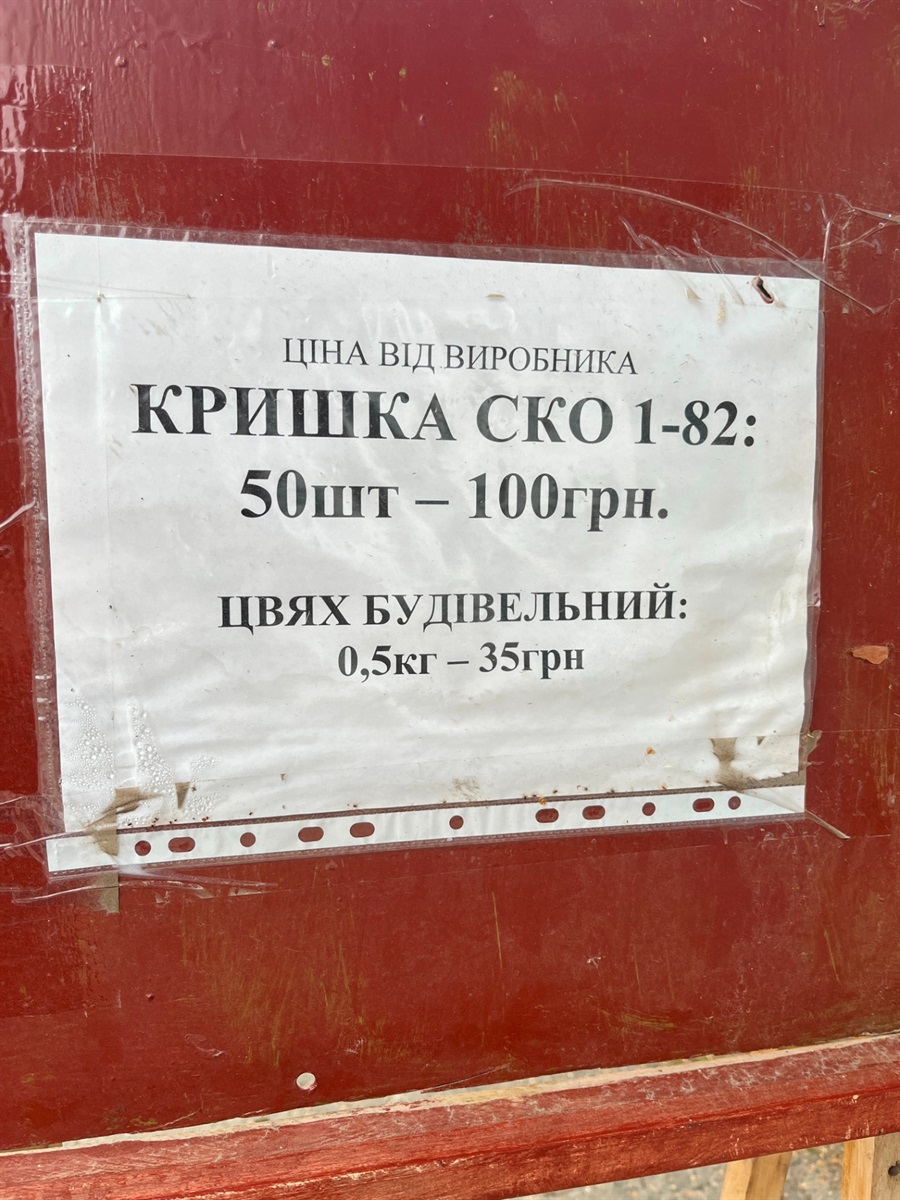 ЦІНА ВІД ВИРОБНИКА
КРИШКА СКО 1-82:
50шт – 100грн.
ЦВЯХ БУДІВЕЛЬНИЙ:
0,5кг – 35грн